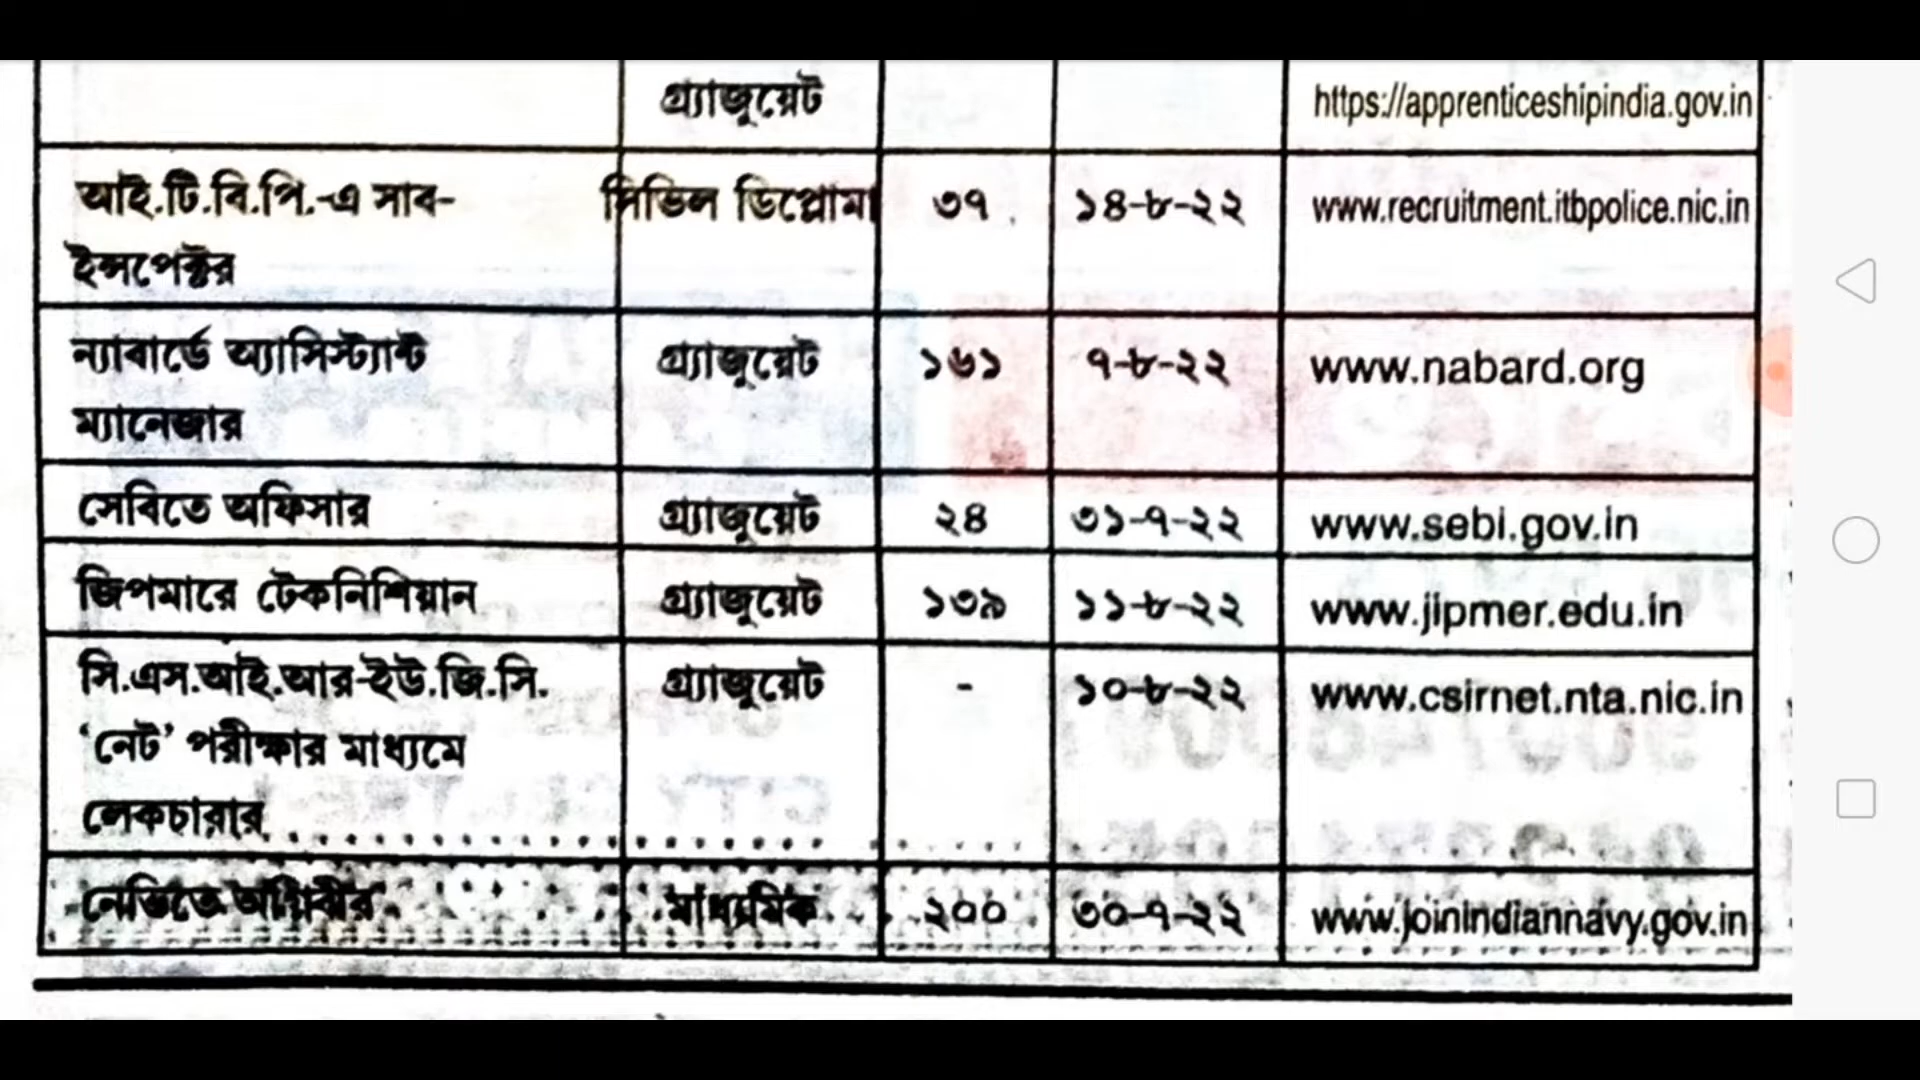 গ্র্যাজুয়েট https://apprenticeshipindia.gov.in
আই.টি.বি.পি.-এ সাব- সিভিল ডিপ্লোমা ৩৭ ১৪-৮-২২ www.recruitment.itbpolice.nic.in
ইন্সপেক্টর
ন্যাবার্ডে অ্যাসিস্ট্যান্ট গ্র্যাজুয়েট ১৬১ ৭-৮-২২ www.nabard.org
ম্যানেজার
সেবিতে অফিসার গ্র্যাজুয়েট ২৪ ৩১-৭-২২ www.sebi.gov.in
জিপমারে টেকনিশিয়ান গ্র্যাজুয়েট ১৩৯ ১১-৮-২২ www.jipmer.edu.in
সি.এস.আই.আর-ইউ.জি.সি. গ্র্যাজুয়েট - ১০-৮-২২ www.csirnet.nta.nic.in
‘নেট’ পরীক্ষার মাধ্যমে
লেকচারার
নেভিতে অগ্নিবীর মাধ্যমিক ২০০ ৩০-৭-২২ www.joinindiannavy.gov.in